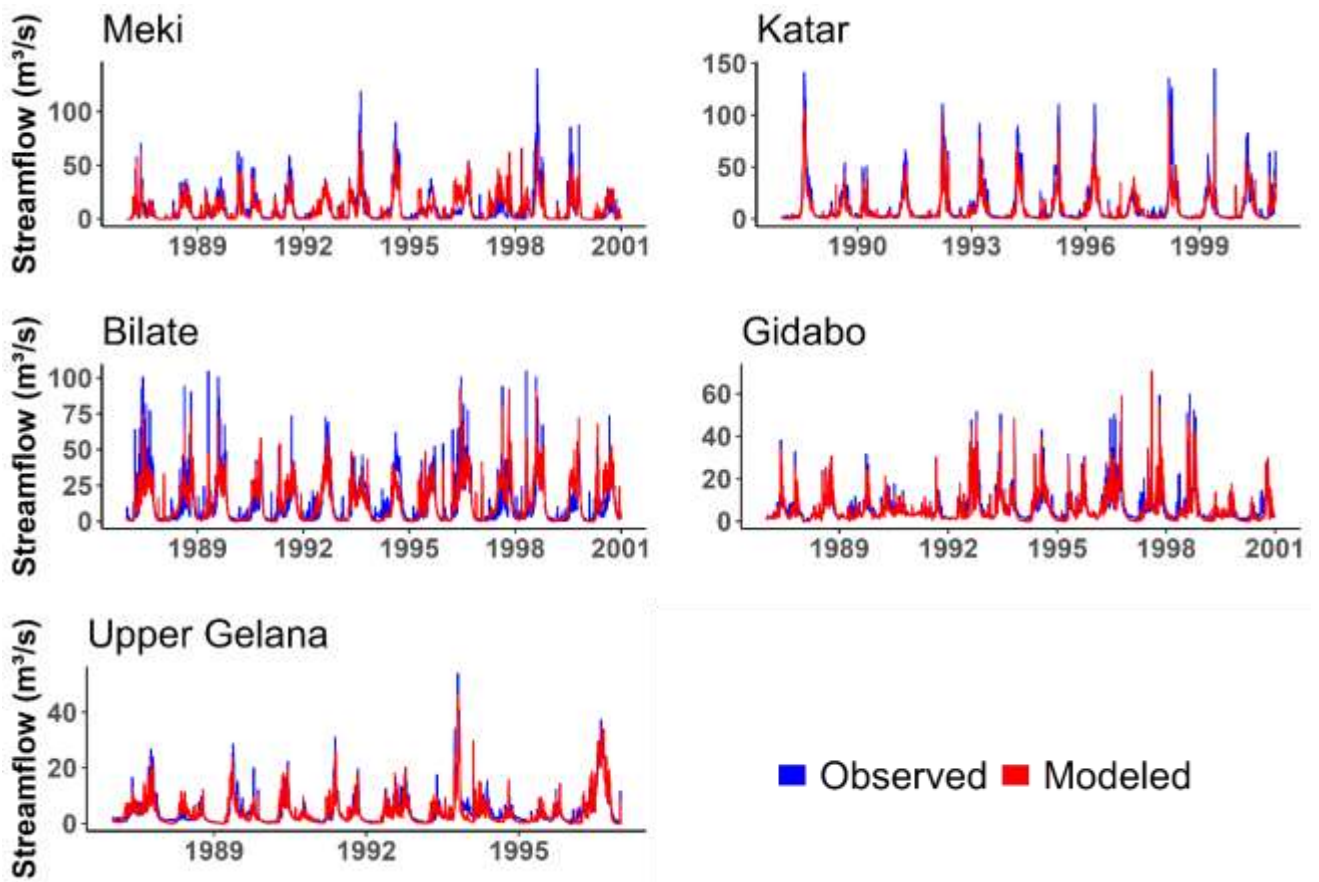 Meki
Streamflow (m³/s)
100
50
0
1989 1992 1995 1998 2001
Katar
150
100
50
0
1990 1993 1996 1999
Bilate
Streamflow (m³/s)
100
75
50
25
0
1989 1992 1995 1998 2001
Gidabo
60
40
20
0
1989 1992 1995 1998 2001
Upper Gelana
Streamflow (m³/s)
40
20
0
1989 1992 1995
Observed Modeled